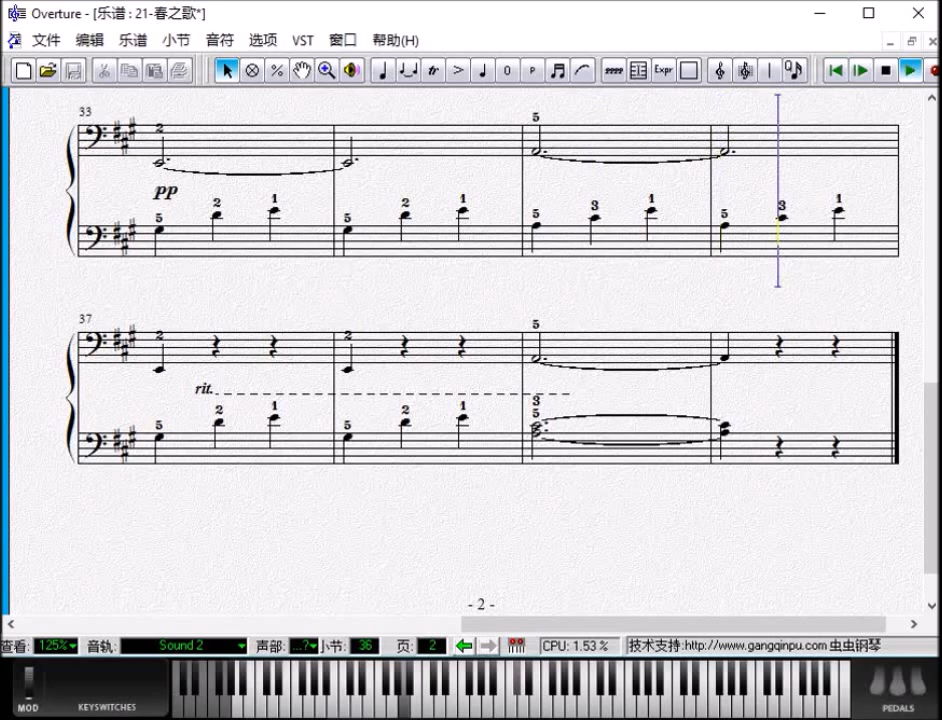 Overture - [乐谱 : 21-春之歌*]
文件 编辑 乐谱 小节 音符 选项 VST 窗口 帮助(H)
tr > 0 P Expr Q
33
2 5
pp
5 2 1 5 2 1 5 3 1 5 3 1
37
2 2 5
rit.
5 2 1 5 2 1 3 5
- 2 -
查看: 125% 音轨: Sound 2 声部: ...? 小节: 36 页: 2 CPU: 1.53 % 技术支持:http://www.gangqinpu.com 虫虫钢琴
MOD KEYSWITCHES PEDALS